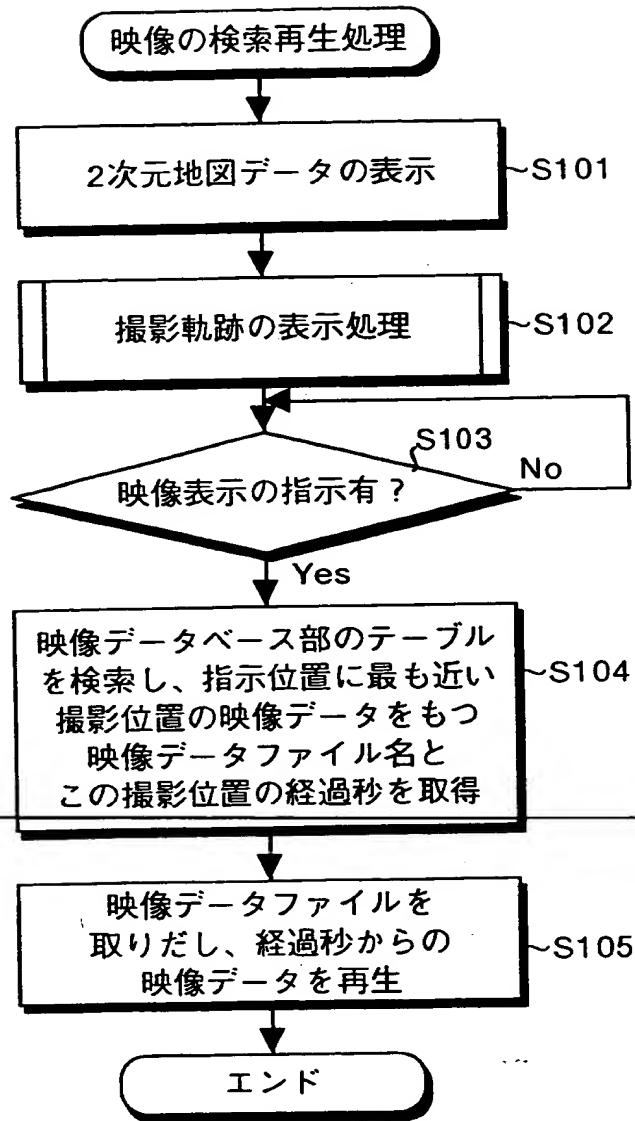 映像の検索再生処理
2次元地図データの表示
S101
撮影軌跡の表示処理
S102
S103
映像表示の指示有?
No
Yes
映像データベース部のテーブル
を検索し、指示位置に最も近い
撮影位置の映像データをもつ
映像データファイル名と
この撮影位置の経過秒を取得
S104
映像データファイルを
取りだし、経過秒からの
映像データを再生
S105
エンド